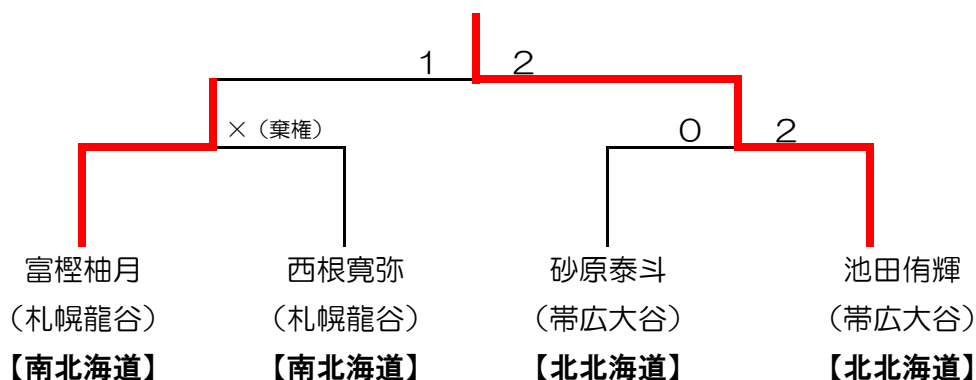 1 2
×（棄権） 0 2
富樫柚月 西根寛弥 砂原泰斗 池田侑輝
（札幌龍谷） （札幌龍谷） （帯広大谷） （帯広大谷）
【南北海道】 【南北海道】 【北北海道】 【北北海道】